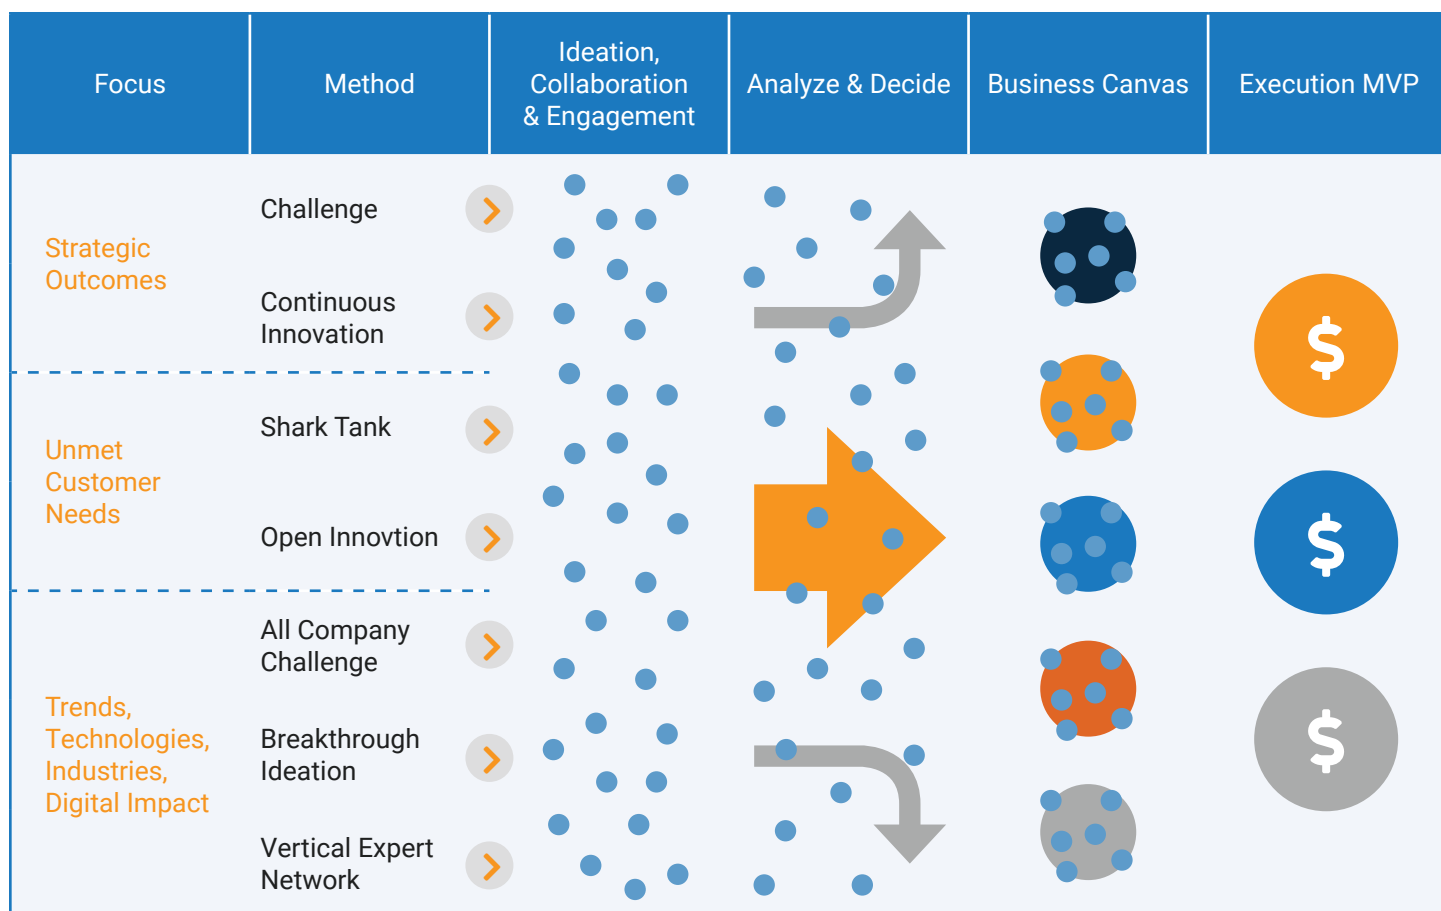 Focus
Method
Ideation,
Collaboration
& Engagement
Analyze & Decide
Business Canvas
Execution MVP
Strategic
Outcomes
Challenge
Continuous
Innovation
Unmet
Customer
Needs
Shark Tank
Open Innovtion
Trends,
Technologies,
Industries,
Digital Impact
All Company
Challenge
Breakthrough
Ideation
Vertical Expert
Network
$
$
$